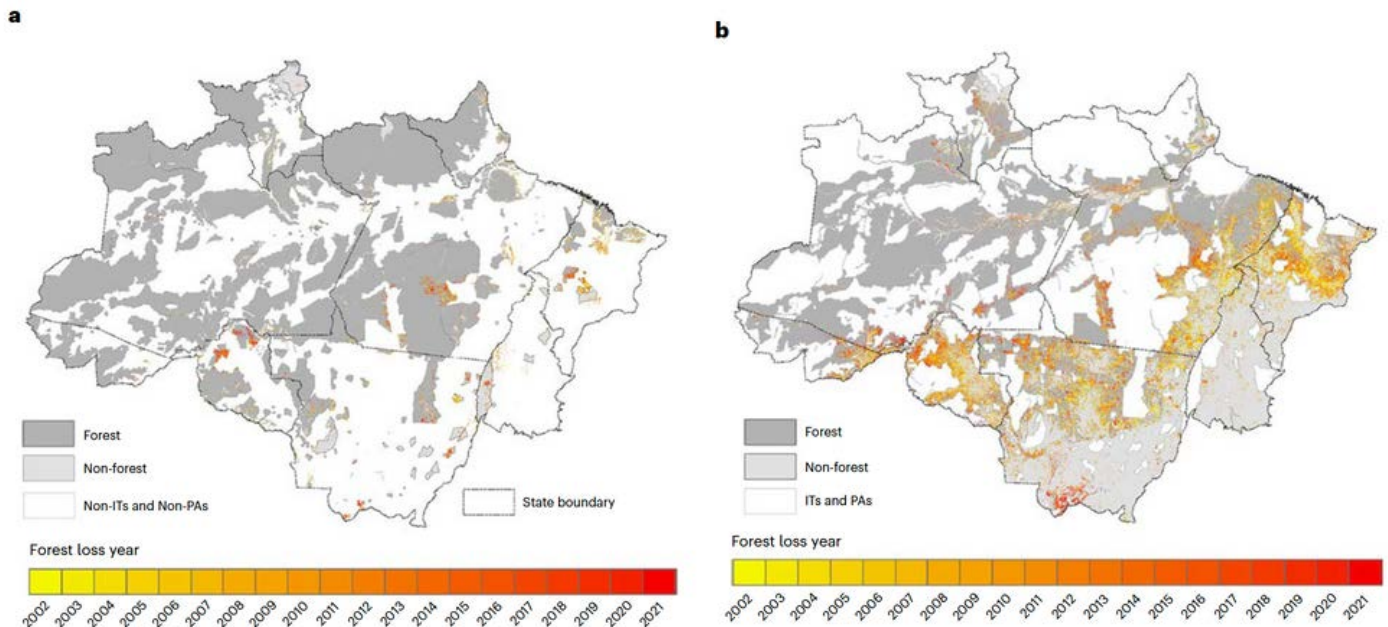 a
Forest
Non-forest
Non-ITs and Non-PAs
State boundary
Forest loss year
2002 2003 2004 2005 2006 2007 2008 2009 2010 2011 2012 2013 2014 2015 2016 2017 2018 2019 2020 2021
b
Forest
Non-forest
ITs and PAs
Forest loss year
2002 2003 2004 2005 2006 2007 2008 2009 2010 2011 2012 2013 2014 2015 2016 2017 2018 2019 2020 2021